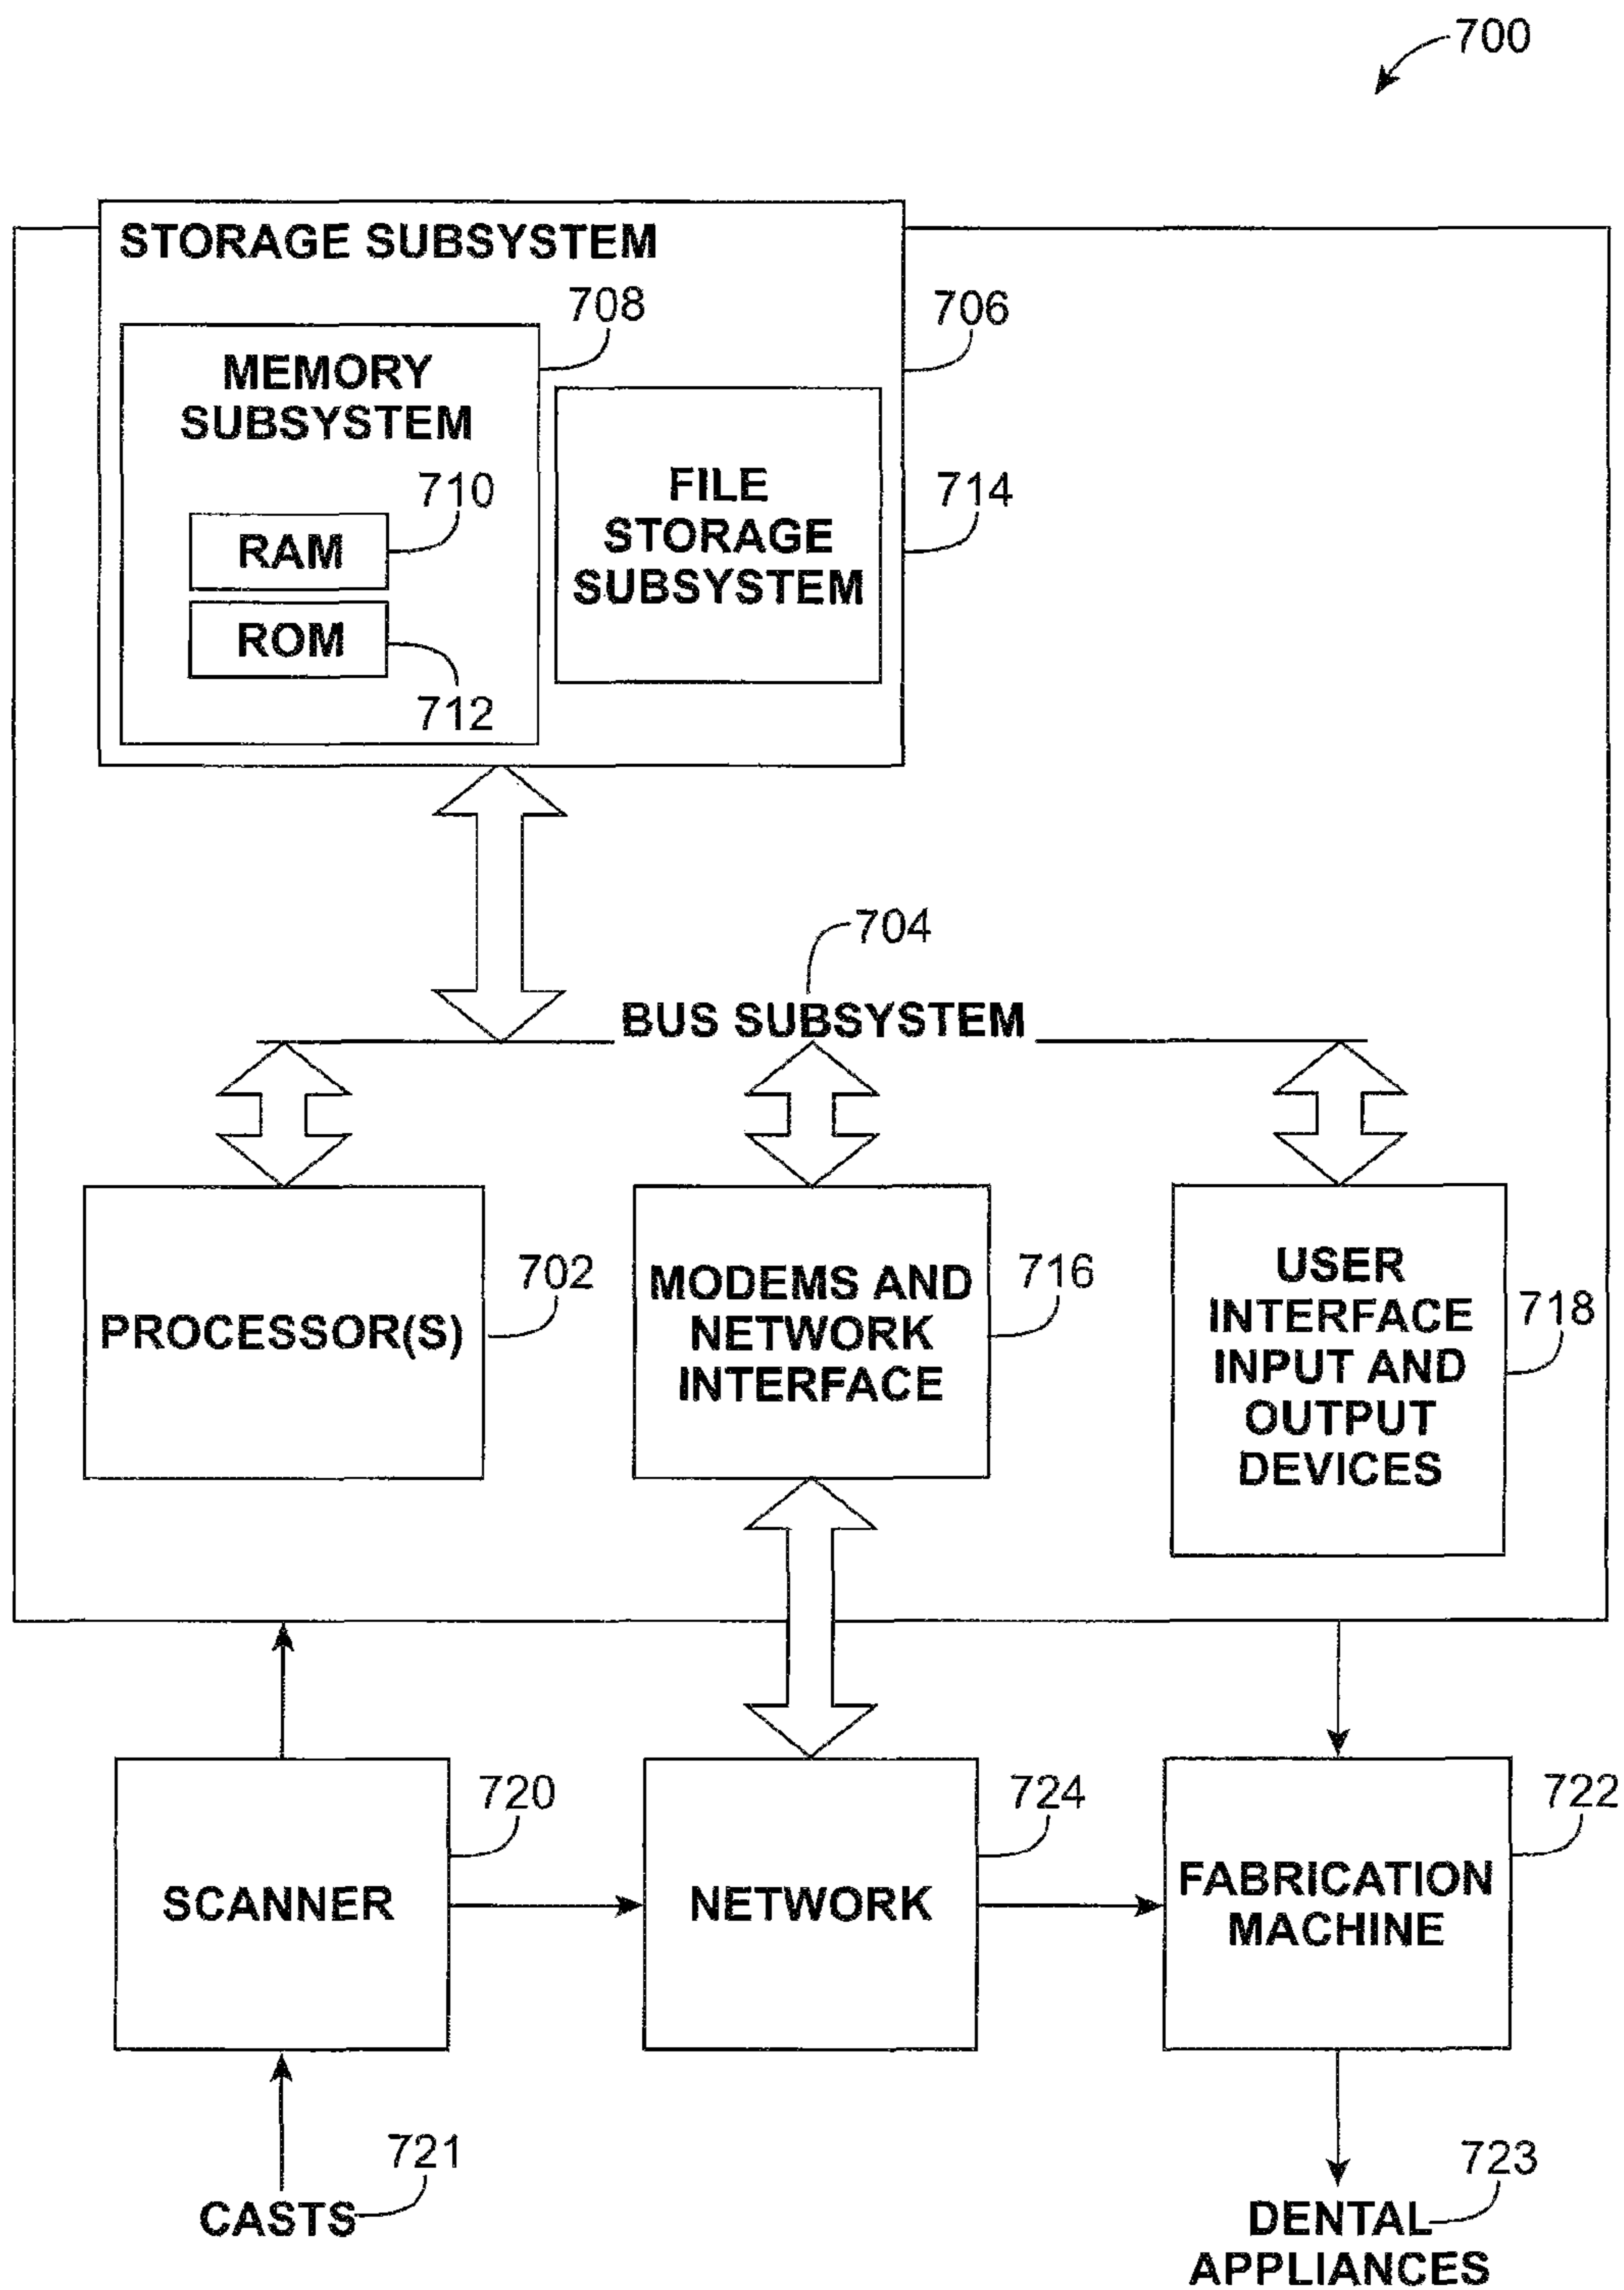 700
STORAGE SUBSYSTEM
708
706
MEMORY
SUBSYSTEM
710
RAM
ROM
712
FILE
STORAGE
SUBSYSTEM
714
704
BUS SUBSYSTEM
PROCESSOR(S)
702
MODEMS AND
NETWORK
INTERFACE
716
USER
INTERFACE
INPUT AND
OUTPUT
DEVICES
718
SCANNER
720
NETWORK
724
FABRICATION
MACHINE
722
CASTS
721
DENTAL
APPLIANCES
723